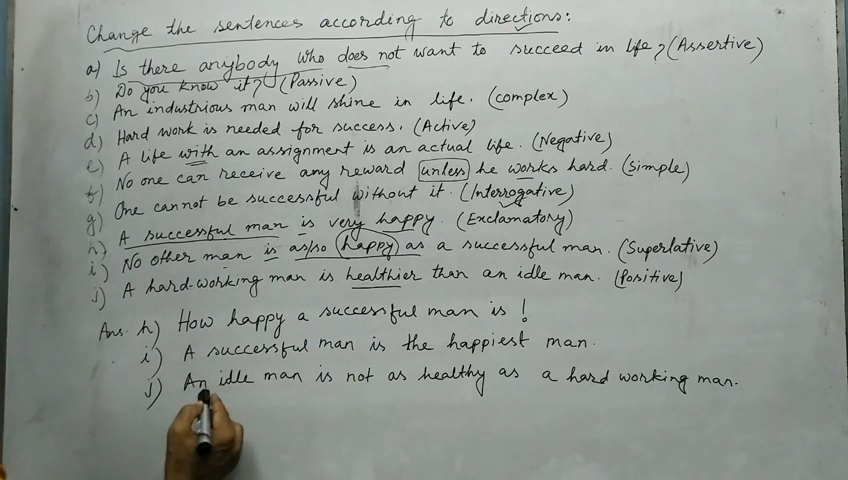 Change the sentences according to directions:
a) Is there anybody who does not want to succeed in life? (Assertive)
b) Do you know it? (Passive)
c) An industrious man will shine in life. (complex)
d) Hard work is needed for success. (Active)
e) A life with an assignment is an actual life. (Negative)
f) No one can receive any reward unless he works hard. (Simple)
g) One cannot be successful without it. (Interrogative)
h) A successful man is very happy. (Exclamatory)
i) No other man is as/so happy as a successful man. (Superlative)
j) A hard-working man is healthier than an idle man. (Positive)
Ans. h) How happy a successful man is!
i) A successful man is the happiest man.
j) An idle man is not as healthy as a hard working man.